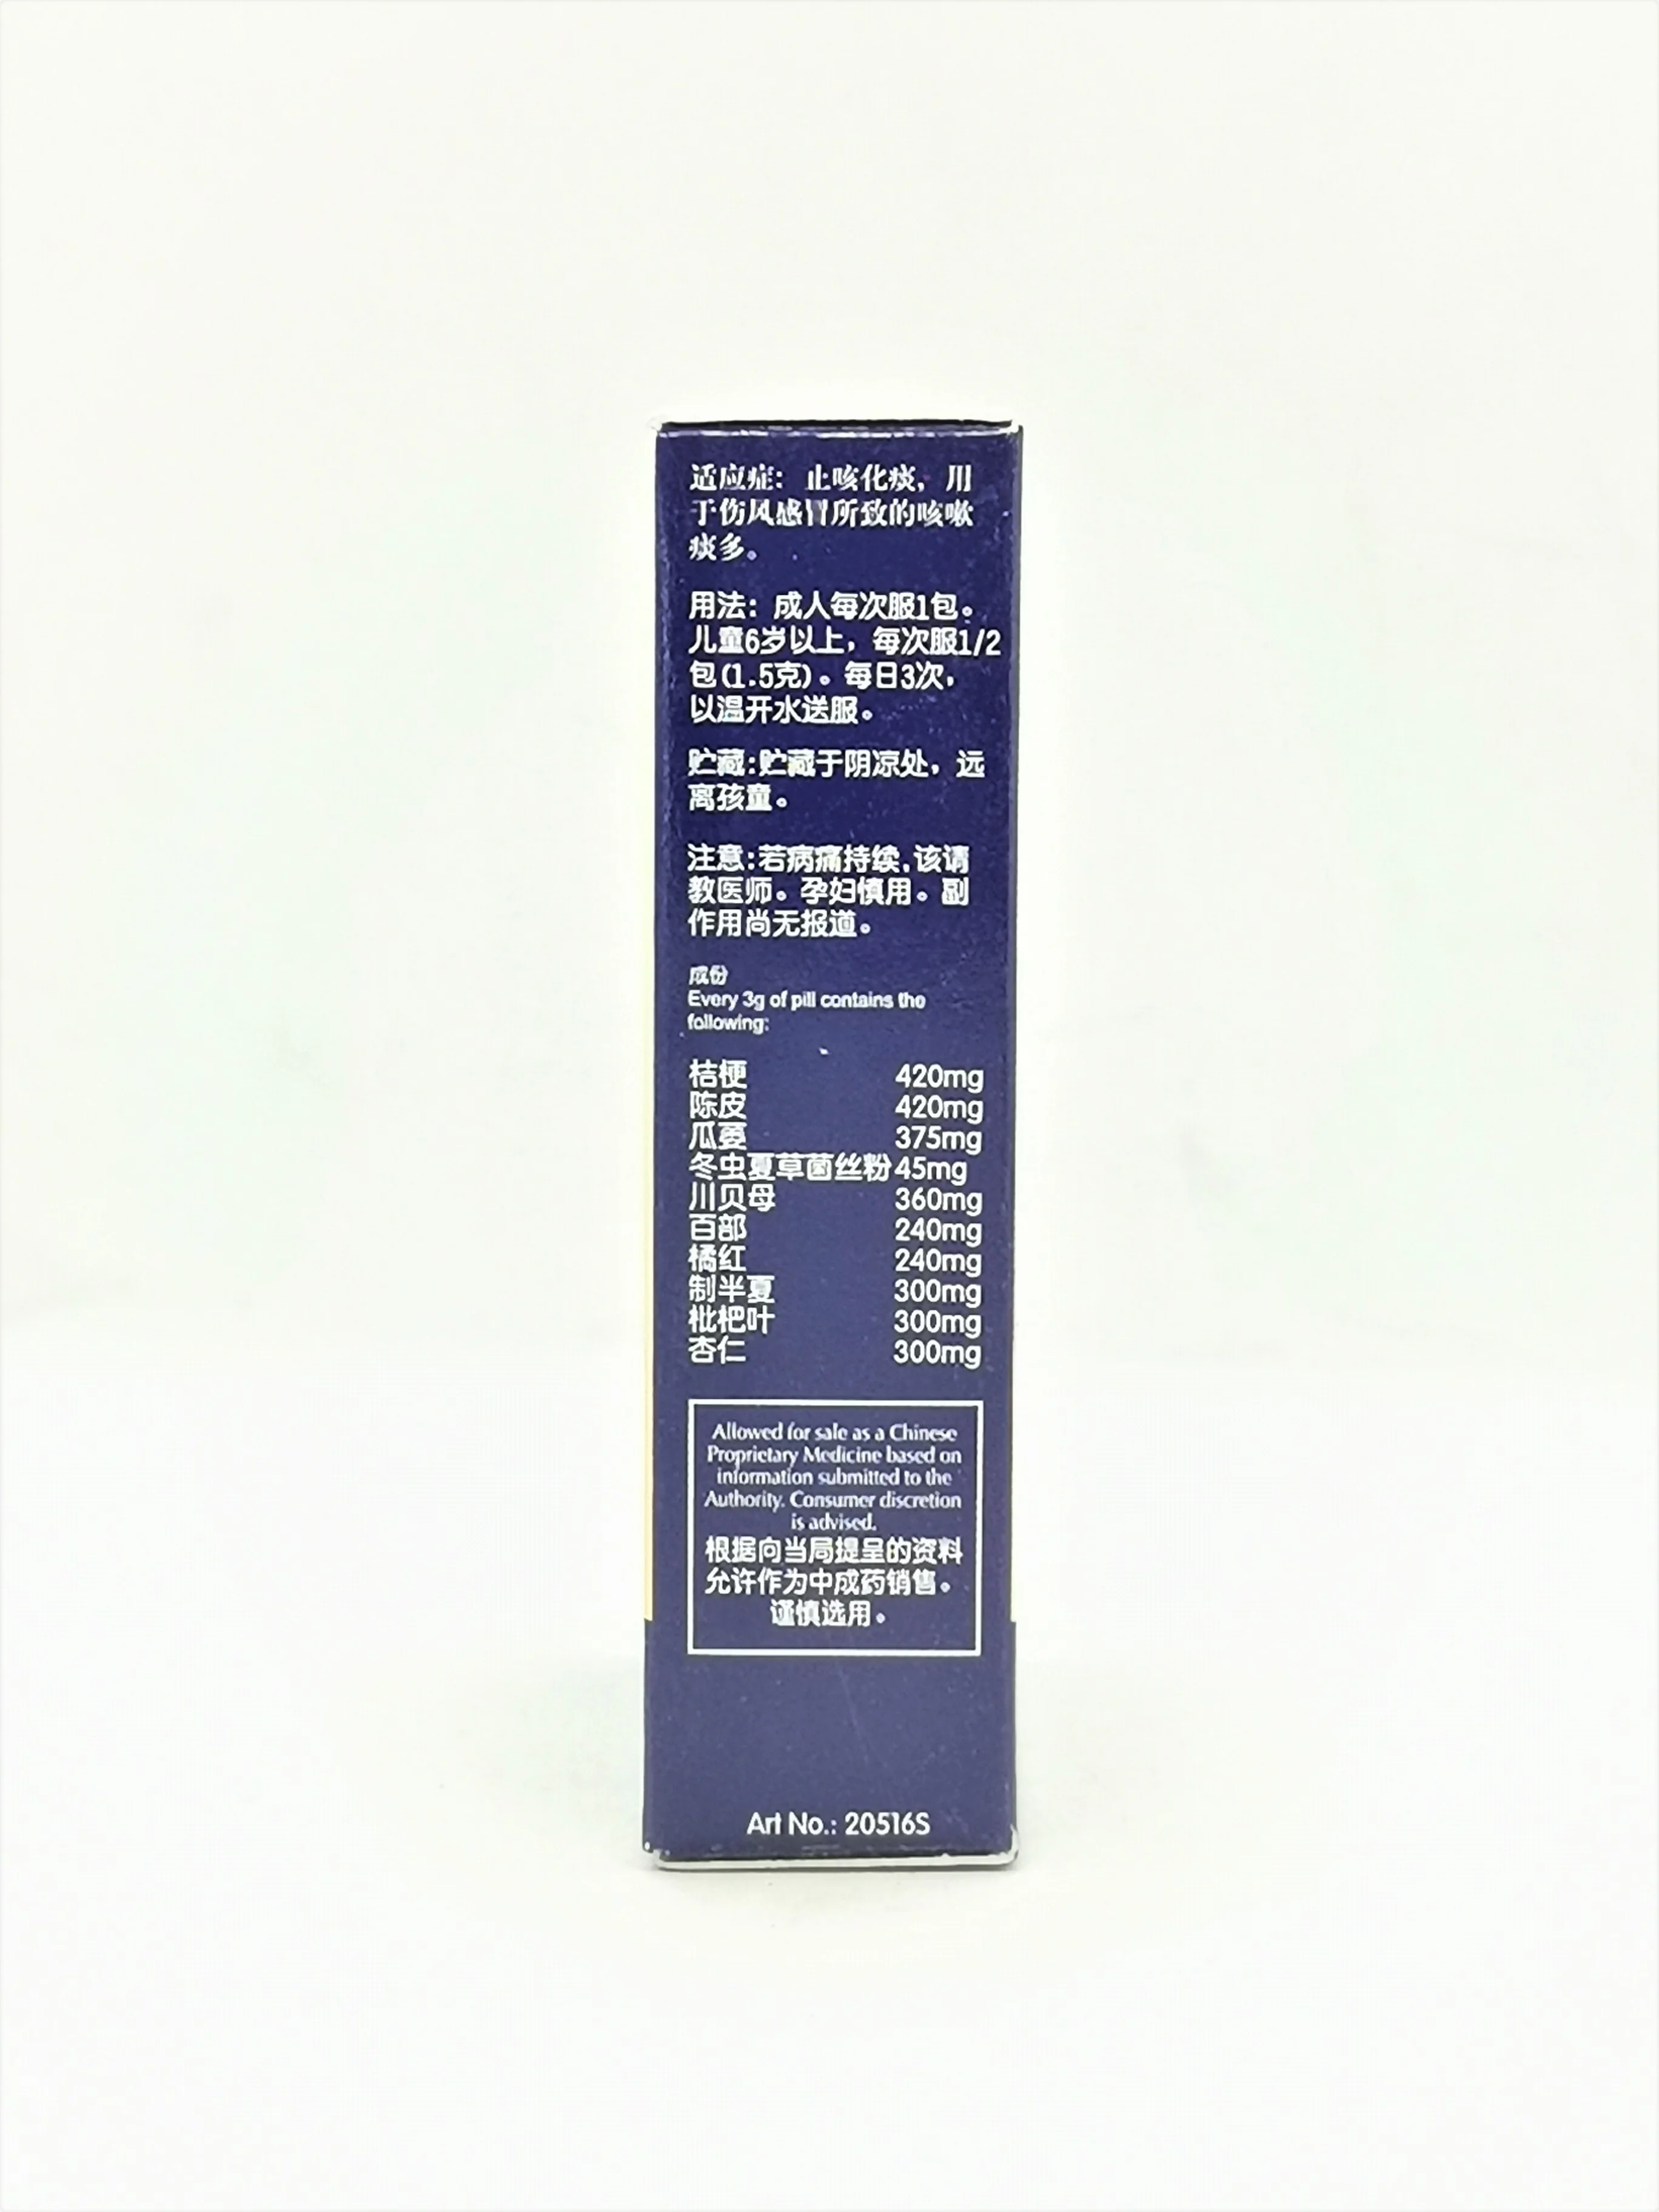 适应症：止咳化痰，用
于伤风感冒所致的咳嗽
痰多。
用法：成人每次服1包。
儿童6岁以上，每次服1/2
包(1.5克)。每日3次，
以温开水送服。
贮藏：贮藏于阴凉处，远
离孩童。
注意：若病痛持续，该请
教医师。孕妇慎用。副
作用尚无报道。
成份
Every 3g of pill contains the
following:
桔梗 420mg
陈皮 420mg
瓜蒌 375mg
冬虫夏草菌丝粉 45mg
川贝母 360mg
百部 240mg
橘红 240mg
制半夏 300mg
枇杷叶 300mg
杏仁 300mg
Allowed for sale as a Chinese
Proprietary Medicine based on
information submitted to the
Authority. Consumer discretion
is advised.
根据向当局提呈的资料
允许作为中成药销售。
谨慎选用。
Art No.: 20516S